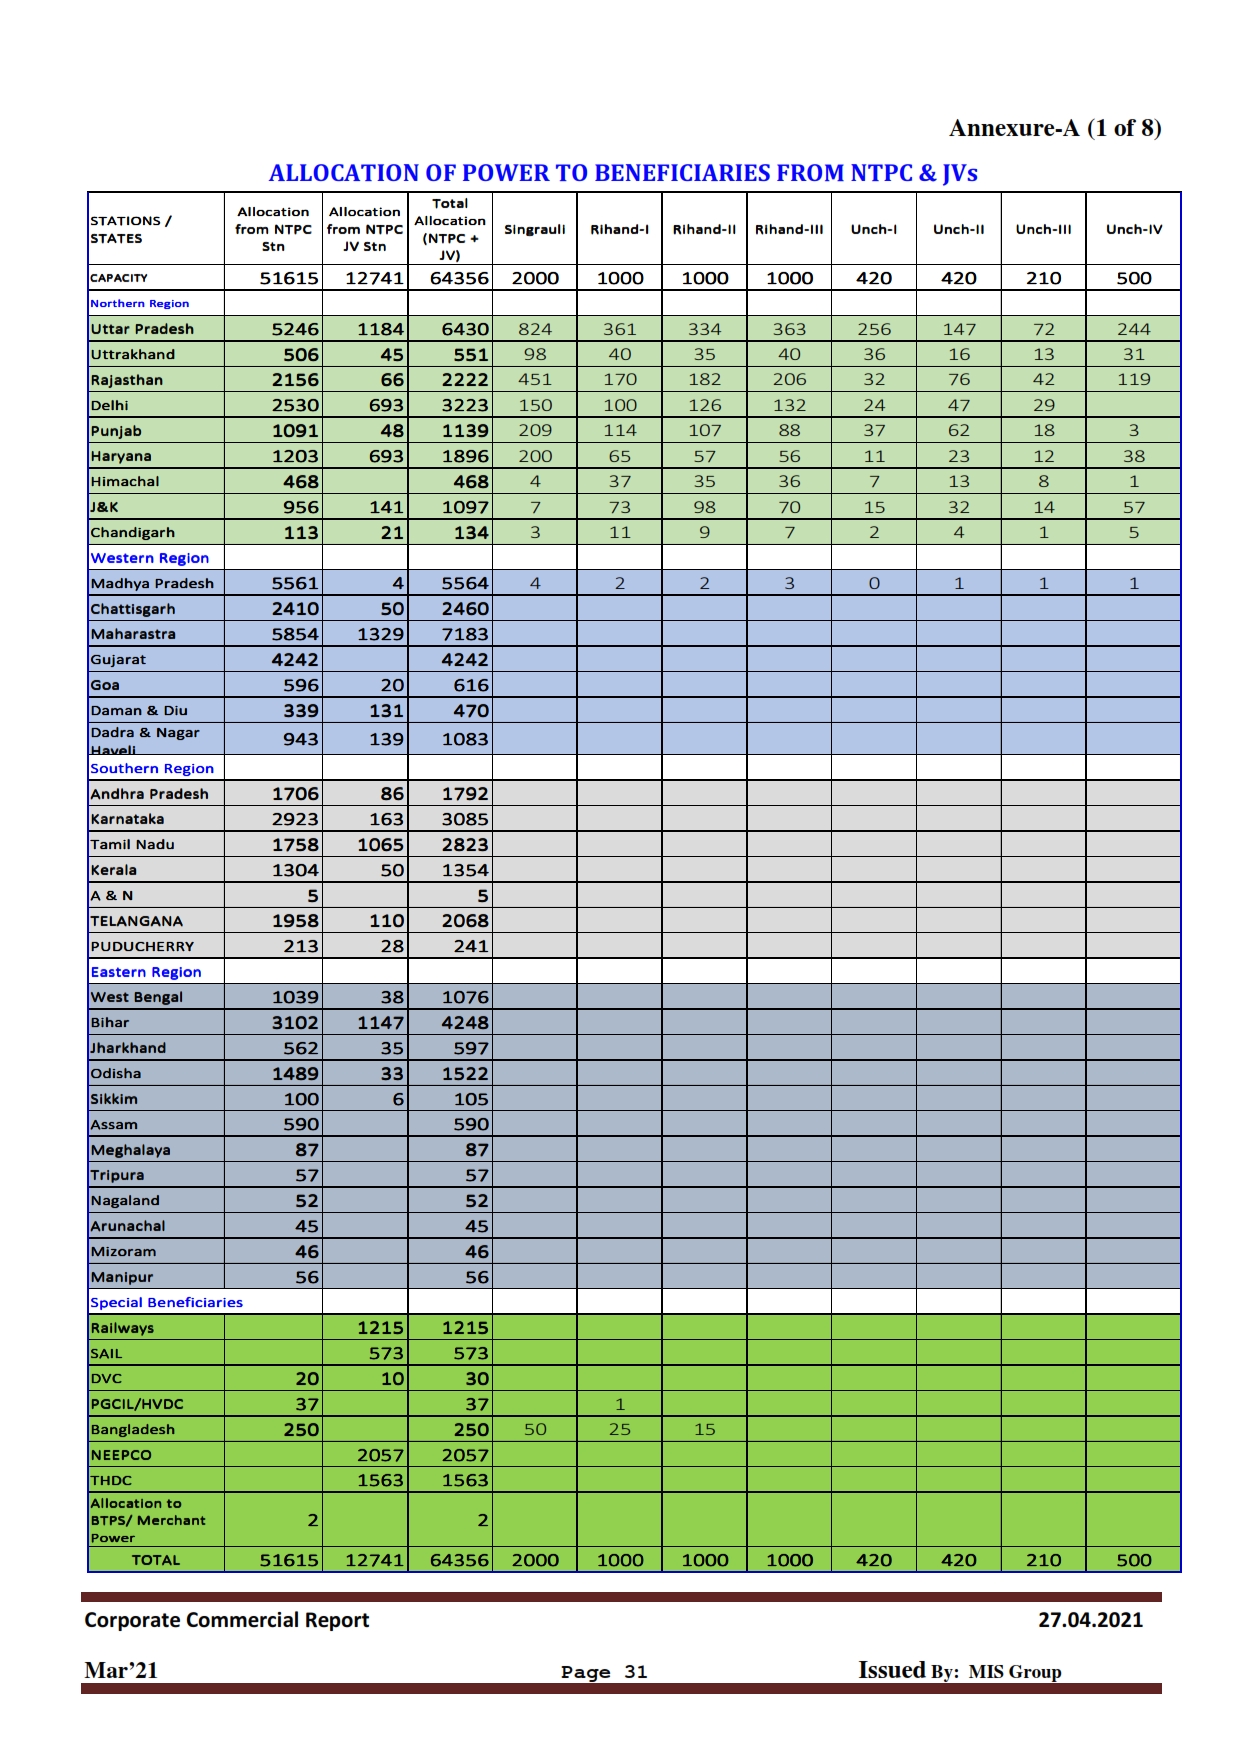 Annexure-A (1 of 8)
ALLOCATION OF POWER TO BENEFICIARIES FROM NTPC & JVs
STATIONS / STATES Allocation from NTPC Stn Allocation from NTPC JV Stn Total Allocation (NTPC + JV) Singrauli Rihand-I Rihand-II Rihand-III Unch-I Unch-II Unch-III Unch-IV
CAPACITY 51615 12741 64356 2000 1000 1000 1000 420 420 210 500
Northern Region
Uttar Pradesh 5246 1184 6430 824 361 334 363 256 147 72 244
Uttrakhand 506 45 551 98 40 35 40 36 16 13 31
Rajasthan 2156 66 2222 451 170 182 206 32 76 42 119
Delhi 2530 693 3223 150 100 126 132 24 47 29
Punjab 1091 48 1139 209 114 107 88 37 62 18 3
Haryana 1203 693 1896 200 65 57 56 11 23 12 38
Himachal 468 468 4 37 35 36 7 13 8 1
J&K 956 141 1097 7 73 98 70 15 32 14 57
Chandigarh 113 21 134 3 11 9 7 2 4 1 5
Western Region
Madhya Pradesh 5561 4 5564 4 2 2 3 0 1 1 1
Chattisgarh 2410 50 2460
Maharastra 5854 1329 7183
Gujarat 4242 4242
Goa 596 20 616
Daman & Diu 339 131 470
Dadra & Nagar Haveli 943 139 1083
Southern Region
Andhra Pradesh 1706 86 1792
Karnataka 2923 163 3085
Tamil Nadu 1758 1065 2823
Kerala 1304 50 1354
A & N 5 5
TELANGANA 1958 110 2068
PUDUCHERRY 213 28 241
Eastern Region
West Bengal 1039 38 1076
Bihar 3102 1147 4248
Jharkhand 562 35 597
Odisha 1489 33 1522
Sikkim 100 6 105
Assam 590 590
Meghalaya 87 87
Tripura 57 57
Nagaland 52 52
Arunachal 45 45
Mizoram 46 46
Manipur 56 56
Special Beneficiaries
Railways 1215 1215
SAIL 573 573
DVC 20 10 30
PGCIL/HVDC 37 37 1
Bangladesh 250 250 50 25 15
NEEPCO 2057 2057
THDC 1563 1563
Allocation to BTPS/ Merchant Power 2 2
TOTAL 51615 12741 64356 2000 1000 1000 1000 420 420 210 500
Corporate Commercial Report 27.04.2021
Mar’21 Page 31 Issued By: MIS Group